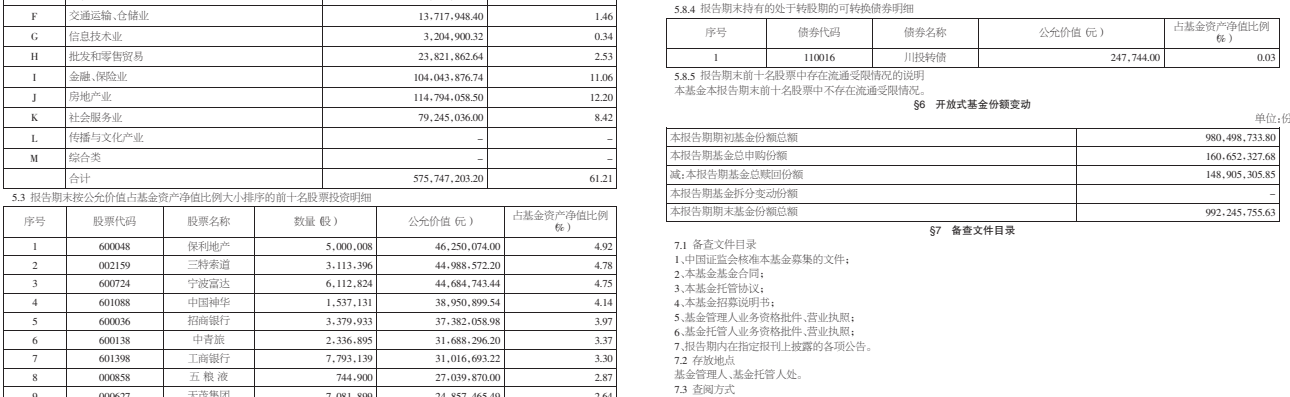 F 交通运输、仓储业 13,717,948.40 1.46
G 信息技术业 3,204,900.32 0.34
H 批发和零售贸易 23,821,862.64 2.53
I 金融、保险业 104,043,876.74 11.06
J 房地产业 114,794,058.50 12.20
K 社会服务业 79,245,036.00 8.42
L 传播与文化产业 – –
M 综合类 – –
合计 575,747,203.20 61.21
5.3 报告期末按公允价值占基金资产净值比例大小排序的前十名股票投资明细
序号 股票代码 股票名称 数量(股) 公允价值(元) 占基金资产净值比例(%)
1 600048 保利地产 5,000,008 46,250,074.00 4.92
2 002159 三特索道 3,113,396 44,988,572.20 4.78
3 600724 宁波富达 6,112,824 44,684,743.44 4.75
4 601088 中国神华 1,537,131 38,950,899.54 4.14
5 600036 招商银行 3,379,933 37,382,058.98 3.97
6 600138 中青旅 2,336,895 31,688,296.20 3.37
7 601398 工商银行 7,793,139 31,016,693.22 3.30
8 000858 五 粮 液 744,900 27,039,870.00 2.87
9 000627 天茂集团 7,081,899 24,857,465.49 2.64
5.8.4 报告期末持有的处于转股期的可转换债券明细
序号 债券代码 债券名称 公允价值(元) 占基金资产净值比例(%)
1 110016 川投转债 247,744.00 0.03
5.8.5 报告期末前十名股票中存在流通受限情况的说明
本基金本报告期末前十名股票中不存在流通受限情况。
§6 开放式基金份额变动
单位:份
本报告期期初基金份额总额 980,498,733.80
本报告期基金总申购份额 160,652,327.68
减:本报告期基金总赎回份额 148,905,305.85
本报告期基金拆分变动份额 –
本报告期期末基金份额总额 992,245,755.63
§7 备查文件目录
7.1 备查文件目录
1、中国证监会核准本基金募集的文件;
2、本基金基金合同;
3、本基金托管协议;
4、本基金招募说明书;
5、基金管理人业务资格批件、营业执照;
6、基金托管人业务资格批件、营业执照;
7、报告期内在指定报刊上披露的各项公告。
7.2 存放地点
基金管理人、基金托管人处。
7.3 查阅方式